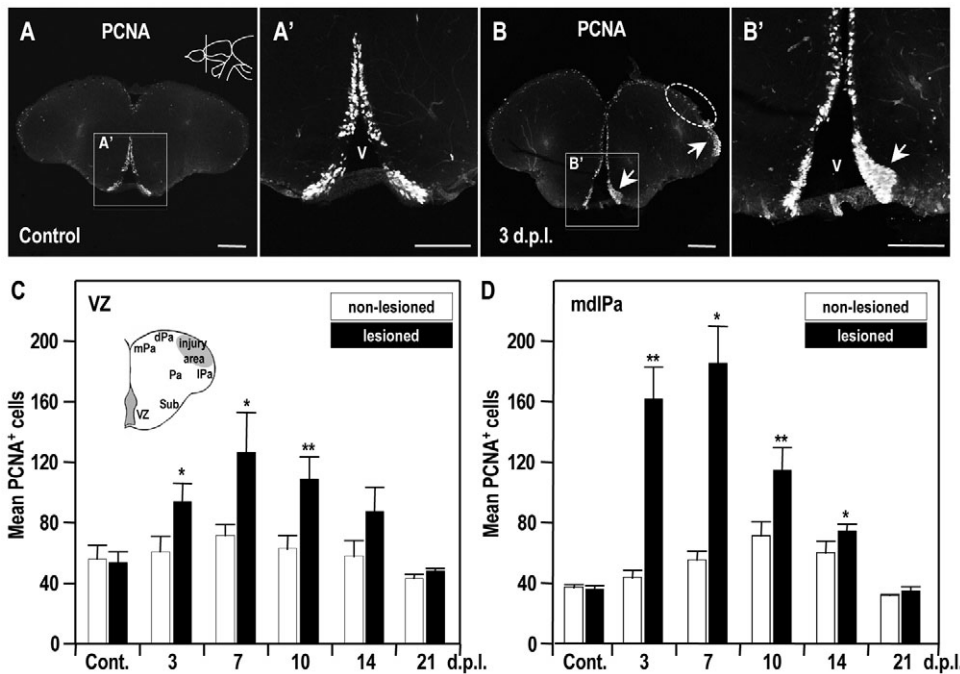 A PCNA
A'
A'
V
Control
B PCNA
B'
B'
V
3 d.p.l.
C VZ
non-lesioned
lesioned
dPa
mPa
injury
area
Pa
lPa
Sub
VZ
Mean PCNA+ cells
200
160
120
80
40
0
* * **
Cont. 3 7 10 14 21 d.p.l.
D mdlPa
non-lesioned
lesioned
Mean PCNA+ cells
200
160
120
80
40
0
** * ** *
Cont. 3 7 10 14 21 d.p.l.